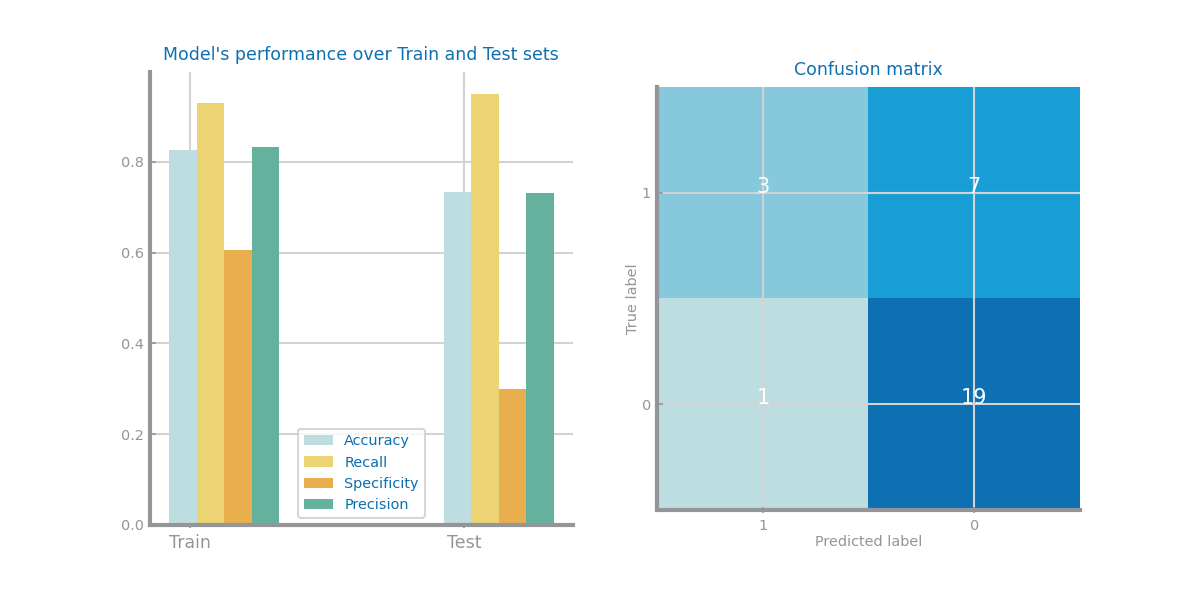 Model's performance over Train and Test sets
0.8
0.6
0.4
0.2
0.0
Train
Test
Accuracy
Recall
Specificity
Precision
Confusion matrix
True label
1
0
3
7
1
19
1
0
Predicted label